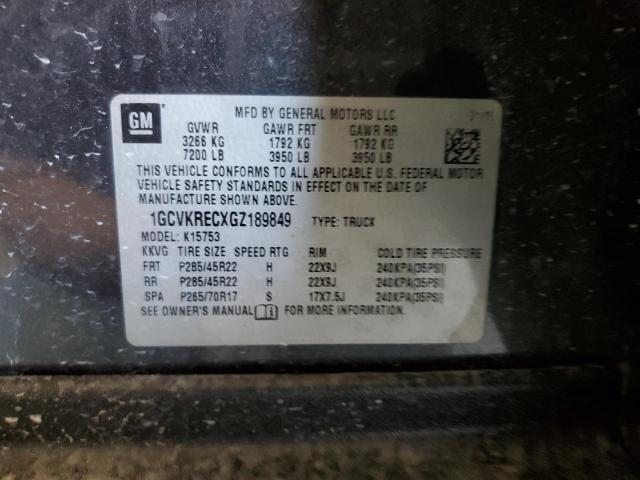 GM
MFD BY GENERAL MOTORS LLC
GVWR GAWR FRT GAWR RR
3266 KG 1792 KG 1792 KG
7200 LB 3950 LB 3950 LB
THIS VEHICLE CONFORMS TO ALL APPLICABLE U.S. FEDERAL MOTOR
VEHICLE SAFETY STANDARDS IN EFFECT ON THE DATE OF
MANUFACTURE SHOWN ABOVE.
1GCVKRECXGZ189849 TYPE: TRUCK
MODEL: K15753
KKVG TIRE SIZE SPEED RTG RIM COLD TIRE PRESSURE
FRT P285/45R22 H 22X9J 240KPA(35PSI)
RR P285/45R22 H 22X9J 240KPA(35PSI)
SPA P265/70R17 S 17X7.5J 240KPA(35PSI)
SEE OWNER'S MANUAL FOR MORE INFORMATION.